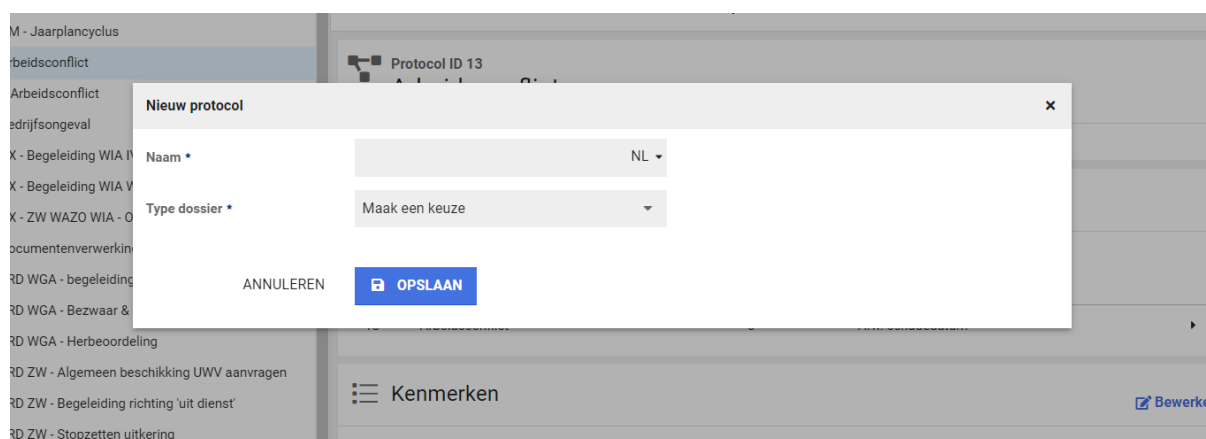 M - Jaarplancyclus
rbeidsconflict
Arbeidsconflict
edrijfsongeval
X - Begeleiding WIA
X - Begeleiding WIA
X - ZW WAZO WIA - O
ocumentenverwerkin
RD WGA - begeleiding
RD WGA - Bezwaar &
RD WGA - Herbeoordeling
RD ZW - Algemeen beschikking UWV aanvragen
RD ZW - Begeleiding richting 'uit dienst'
RD ZW - Stopzetten uitkering
Protocol ID 13
Nieuw protocol
Naam *
NL
Type dossier *
Maak een keuze
ANNULEREN
OPSLAAN
Kenmerken
Bewerke